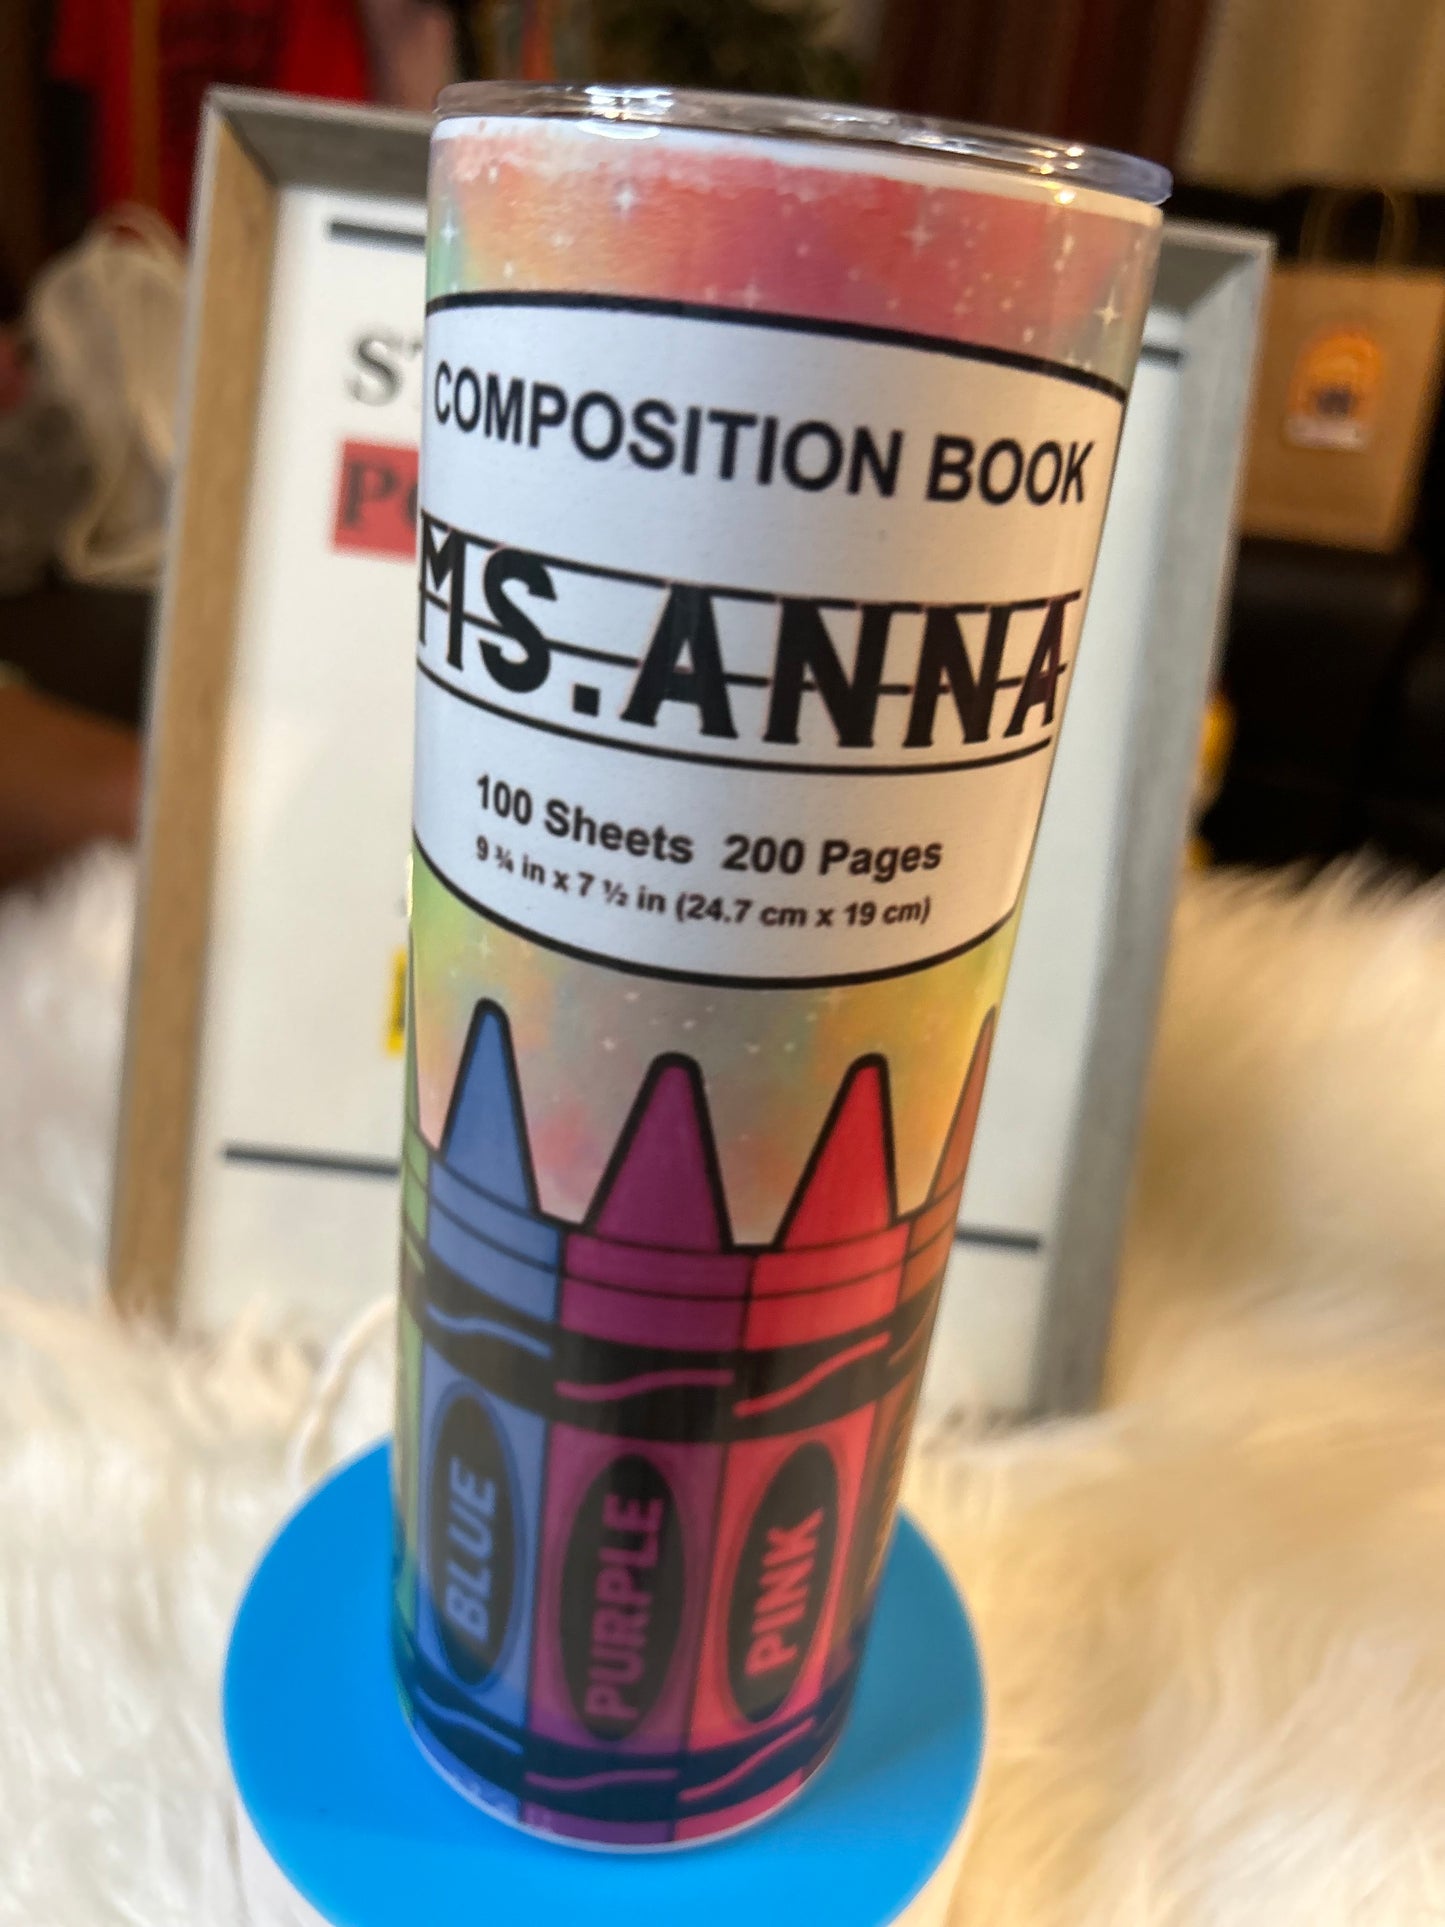 COMPOSITION BOOK
MS.ANNA
100 Sheets 200 Pages
9 ¾ in x 7 ½ in (24.7 cm x 19 cm)
BLUE
PURPLE
PINK